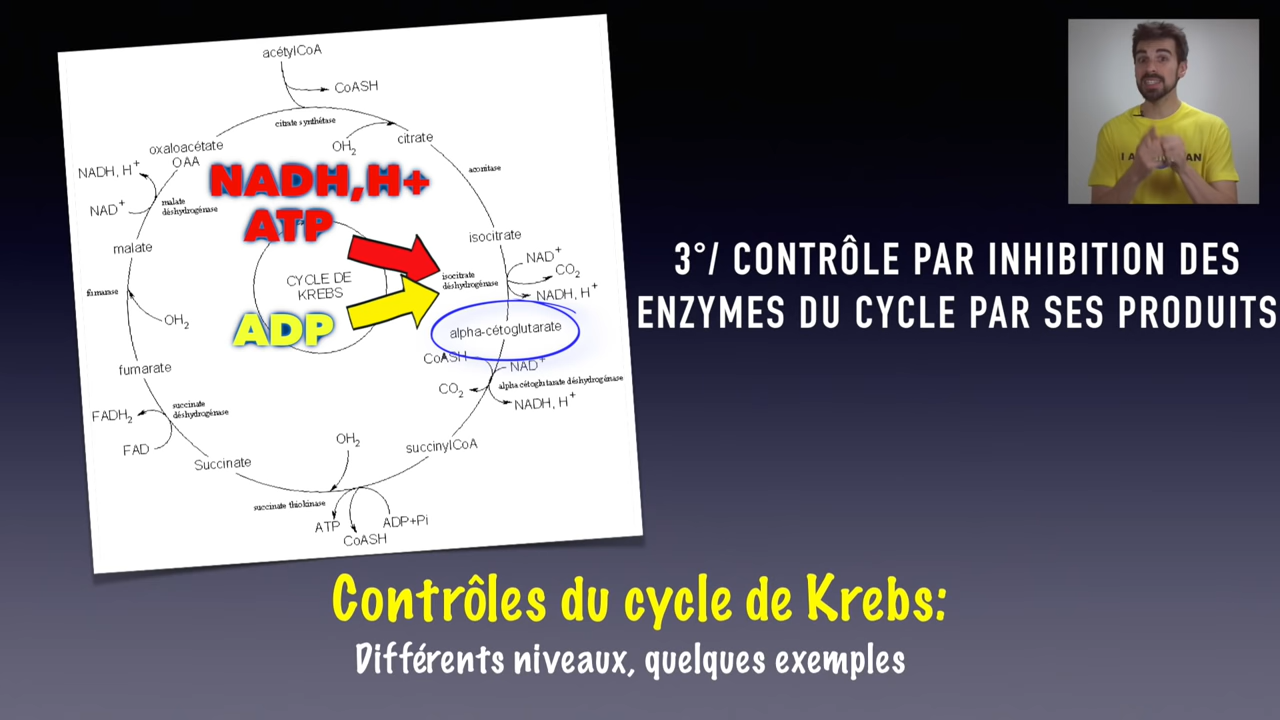 acétylCoA
CoASH
citrate synthétase
oxaloacétate
OAA
OH2
citrate
NADH, H+
NAD+
malate
déshydrogénase
aconitase
NADH,H+
ATP
malate
isocitrate
NAD+
CO2
NADH, H+
isocitrate
déshydrogénase
CYCLE DE
KREBS
fumarase
OH2
ADP
alpha-cétoglutarate
CoASH
NAD+
CO2
alpha cétoglutarate déshydrogénase
NADH, H+
fumarate
succinate
déshydrogénase
FADH2
FAD
Succinate
OH2
succinylCoA
succinate thiokinase
ATP
ADP+Pi
CoASH
3°/ CONTRÔLE PAR INHIBITION DES
ENZYMES DU CYCLE PAR SES PRODUITS
Contrôles du cycle de Krebs:
Différents niveaux, quelques exemples